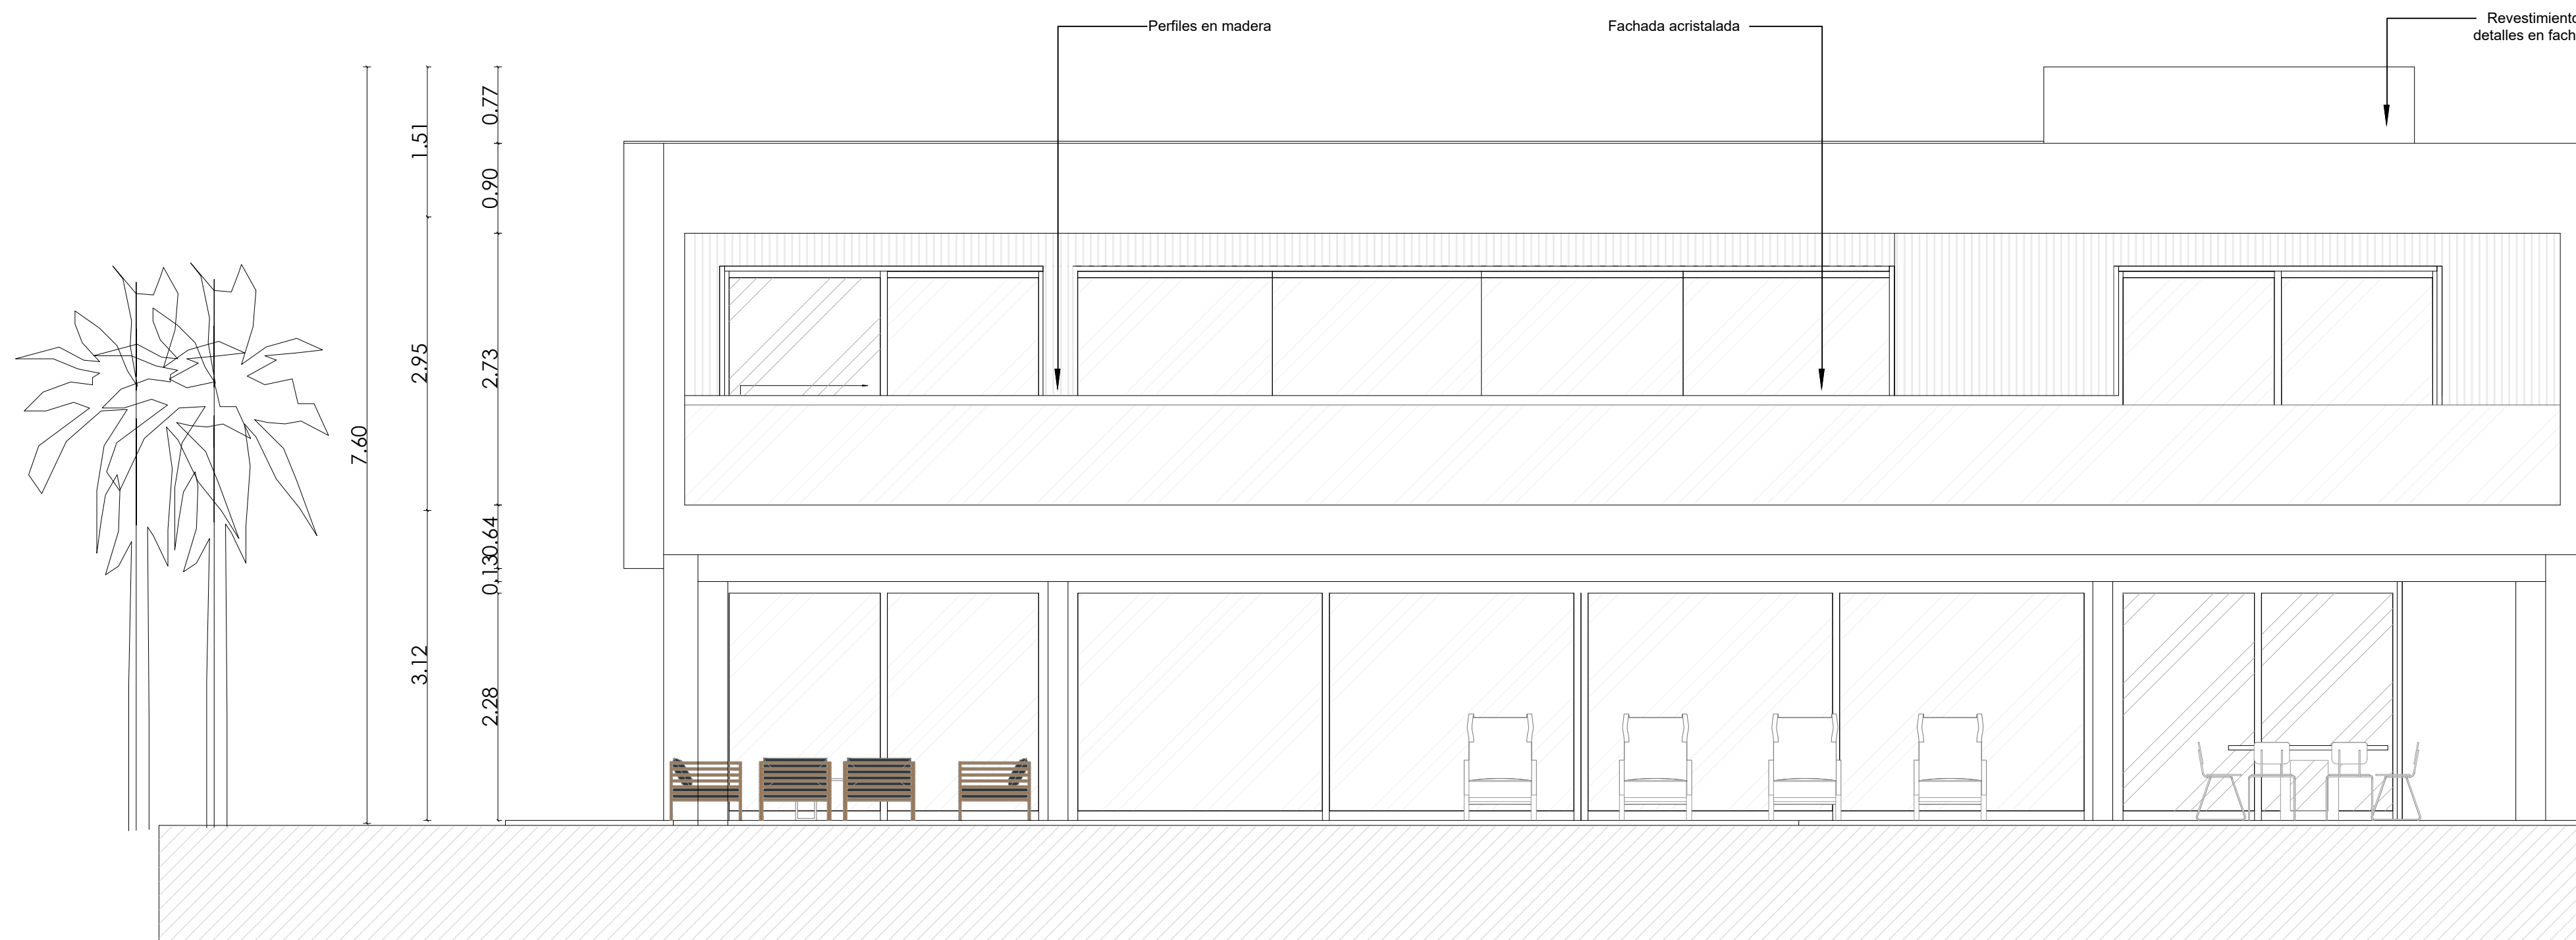 Perfiles en madera
Fachada acristalada
Revestimiento
detalles en fach
0.77
1.51
0.90
2.95
2.73
7.60
0.64
0.13
3.12
2.28